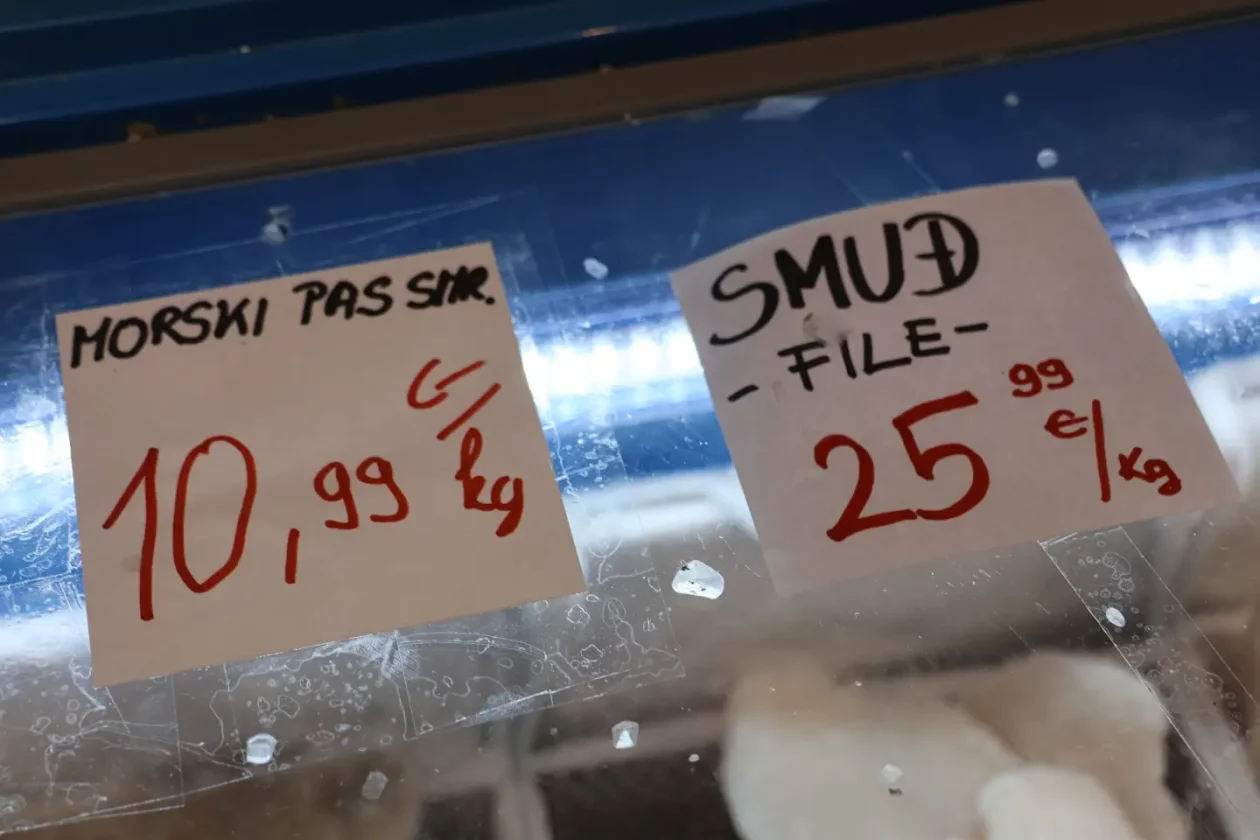 MORSKI PAS SMR.
10,99 €/kg
SMUĐ
- FILE -
25 99 €/kg